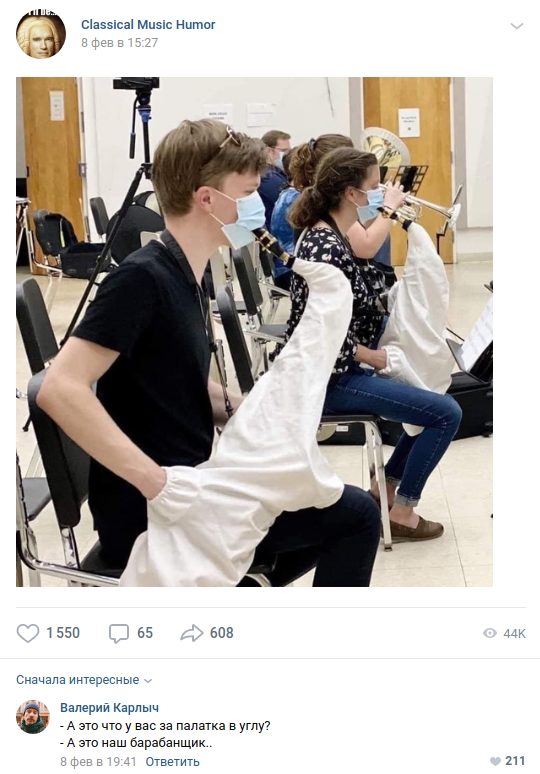 Classical Music Humor
8 фев в 15:27
1 550
65
608
44K
Сначала интересные
Валерий Карлыч
- А это что у вас за палатка в углу?
- А это наш барабанщик..
8 фев в 19:41 Ответить
211